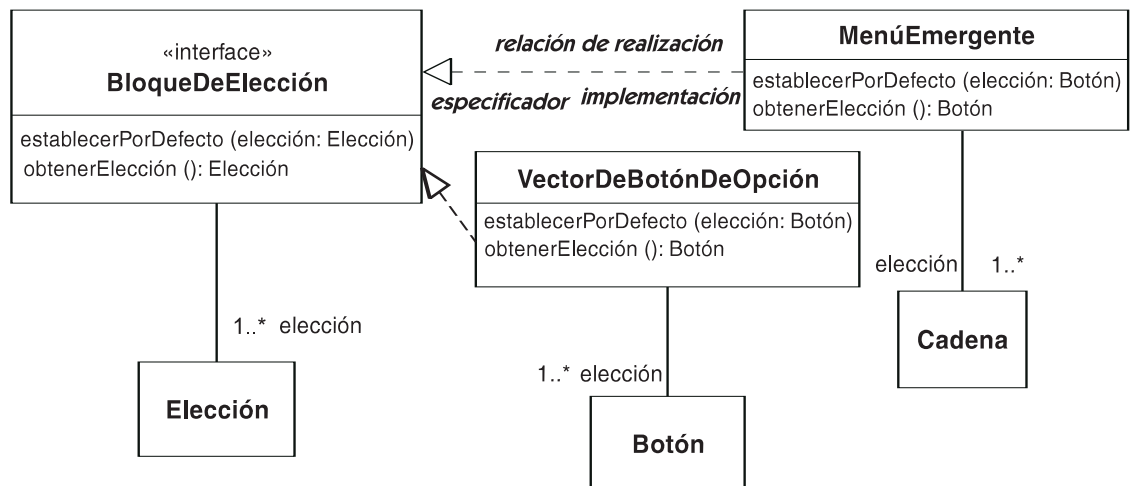 «interface»
BloqueDeElección
establecerPorDefecto (elección: Elección)
obtenerElección (): Elección
relación de realización
especificador
implementación
MenúEmergente
establecerPorDefecto (elección: Botón)
obtenerElección (): Botón
VectorDeBotónDeOpción
establecerPorDefecto (elección: Botón)
obtenerElección (): Botón
1..* elección
Elección
1..* elección
Botón
elección 1..*
Cadena